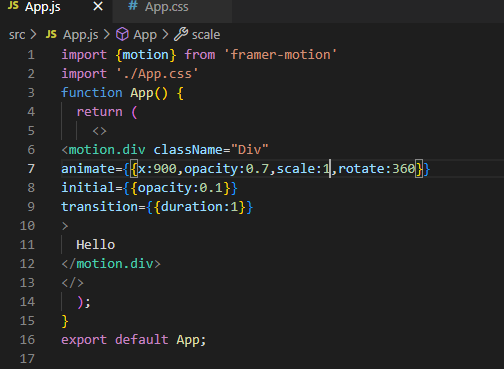 JS App.js × # App.css
src > JS App.js > App > scale
1 import {motion} from 'framer-motion'
2 import './App.css'
3 function App() {
4 return (
5 <>
6 <motion.div className="Div"
7 animate={{x:900,opacity:0.7,scale:1,rotate:360}}
8 initial={{opacity:0.1}}
9 transition={{duration:1}}
10 >
11 Hello
12 </motion.div>
13 </>
14 );
15 }
16 export default App;
17